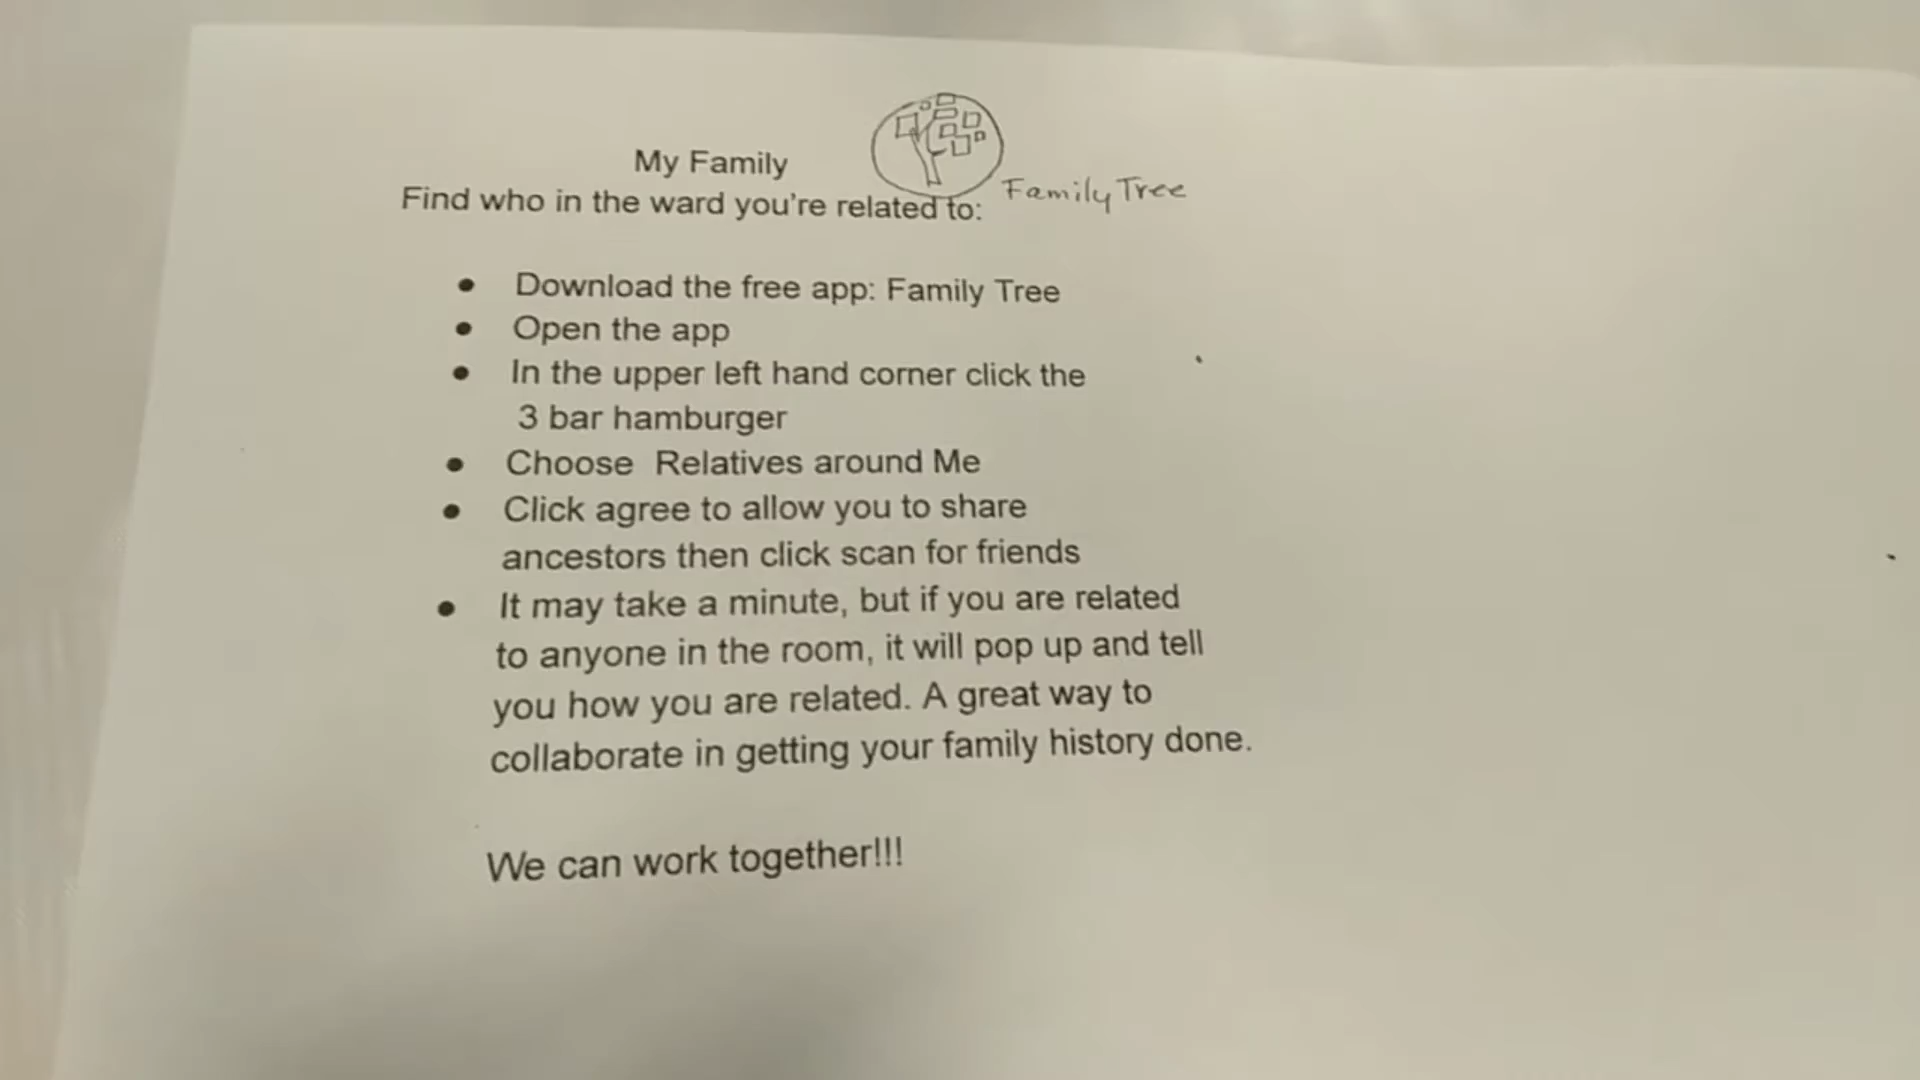 My Family
Find who in the ward you're related to:
Family Tree
● Download the free app: Family Tree
● Open the app
● In the upper left hand corner click the
3 bar hamburger
● Choose Relatives around Me
● Click agree to allow you to share
ancestors then click scan for friends
● It may take a minute, but if you are related
to anyone in the room, it will pop up and tell
you how you are related. A great way to
collaborate in getting your family history done.
We can work together!!!